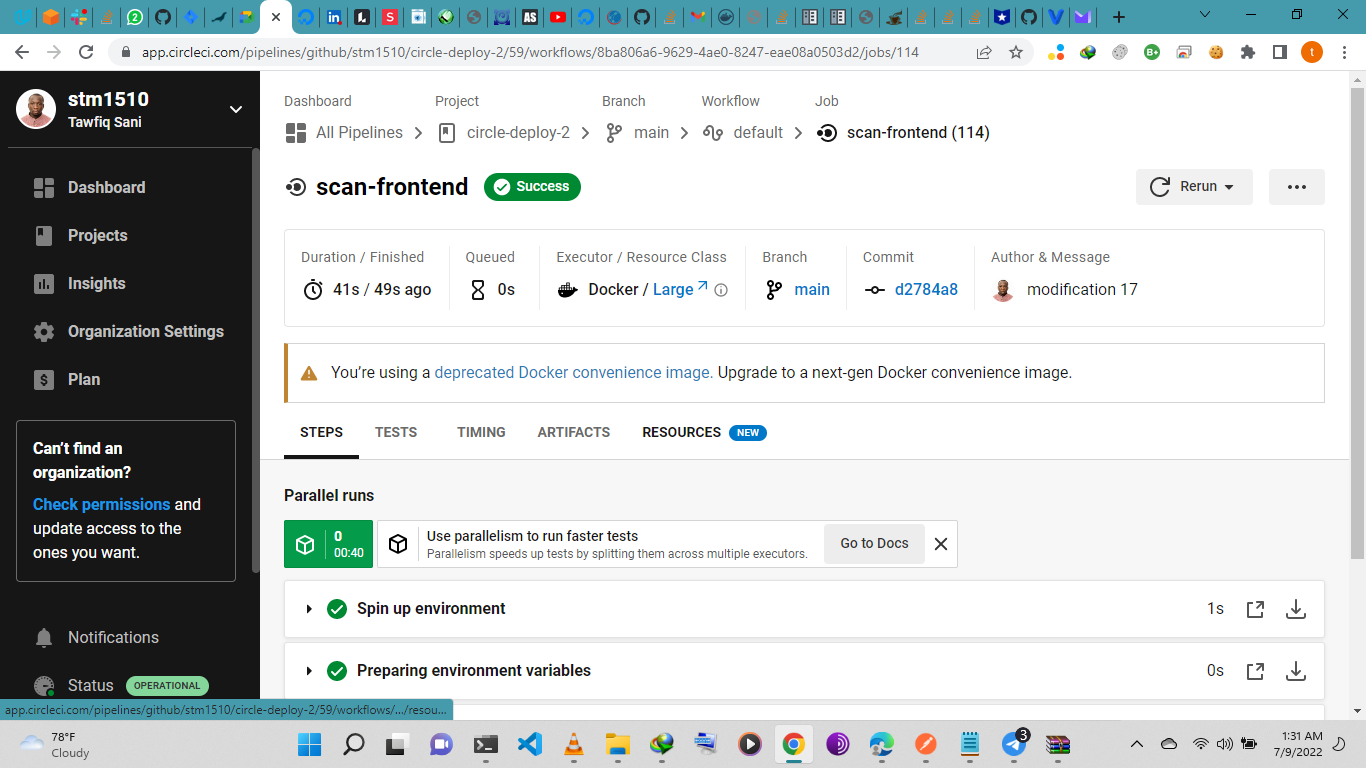 app.circleci.com/pipelines/github/stm1510/circle-deploy-2/59/workflows/8ba806a6-9629-4ae0-8247-eae08a0503d2/jobs/114
stm1510
Tawfiq Sani
Dashboard
Projects
Insights
Organization Settings
Plan
Can't find an
organization?
Check permissions and
update access to the
ones you want.
Notifications
Status OPERATIONAL
Dashboard Project Branch Workflow Job
All Pipelines circle-deploy-2 main default scan-frontend (114)
scan-frontend Success Rerun
Duration / Finished Queued Executor / Resource Class Branch Commit Author & Message
41s / 49s ago 0s Docker / Large main d2784a8 modification 17
You're using a deprecated Docker convenience image. Upgrade to a next-gen Docker convenience image.
STEPS TESTS TIMING ARTIFACTS RESOURCES NEW
Parallel runs
0
00:40
Use parallelism to run faster tests
Parallelism speeds up tests by splitting them across multiple executors.
Go to Docs
Spin up environment 1s
Preparing environment variables 0s
app.circleci.com/pipelines/github/stm1510/circle-deploy-2/59/workflows/.../resou...
78°F
Cloudy
3
1:31 AM
7/9/2022